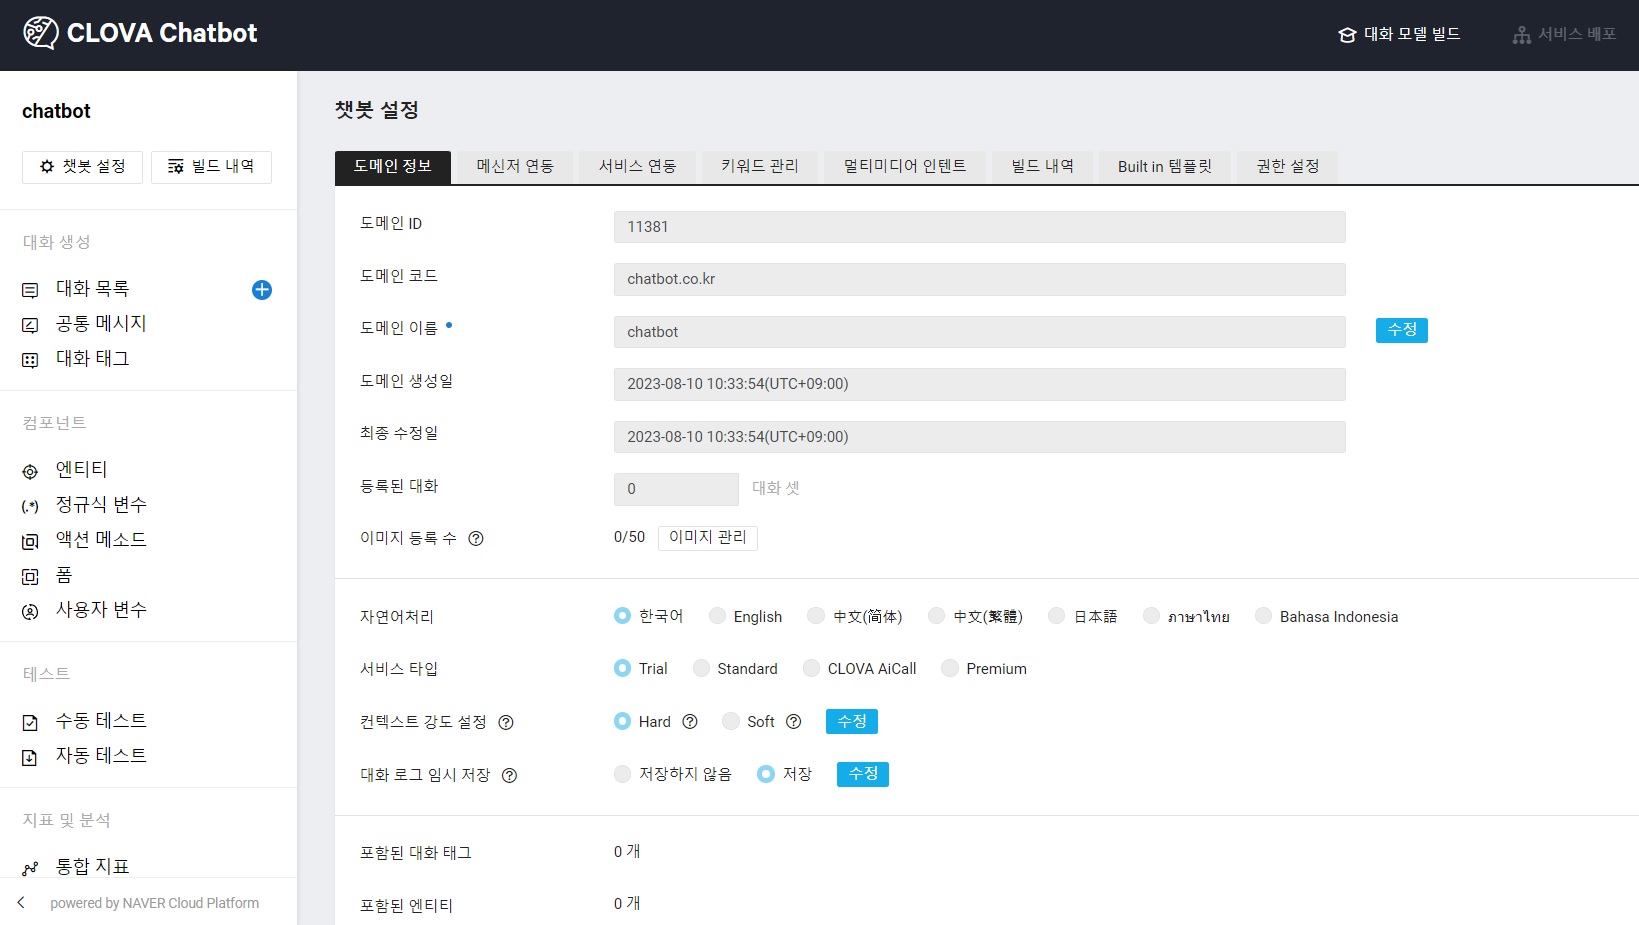 CLOVA Chatbot
대화 모델 빌드
서비스 배포
chatbot
챗봇 설정
빌드 내역
대화 생성
대화 목록
공통 메시지
대화 태그
컴포넌트
엔티티
(.*) 정규식 변수
액션 메소드
폼
사용자 변수
테스트
수동 테스트
자동 테스트
지표 및 분석
통합 지표
powered by NAVER Cloud Platform
챗봇 설정
도메인 정보 메신저 연동 서비스 연동 키워드 관리 멀티미디어 인텐트 빌드 내역 Built in 템플릿 권한 설정
도메인 ID 11381
도메인 코드 chatbot.co.kr
도메인 이름 chatbot 수정
도메인 생성일 2023-08-10 10:33:54(UTC+09:00)
최종 수정일 2023-08-10 10:33:54(UTC+09:00)
등록된 대화 0 대화 셋
이미지 등록 수 ? 0/50 이미지 관리
자연어처리 한국어 English 中文(简体) 中文(繁體) 日本語 ภาษาไทย Bahasa Indonesia
서비스 타입 Trial Standard CLOVA AiCall Premium
컨텍스트 강도 설정 ? Hard ? Soft ? 수정
대화 로그 임시 저장 ? 저장하지 않음 저장 수정
포함된 대화 태그 0 개
포함된 엔티티 0 개